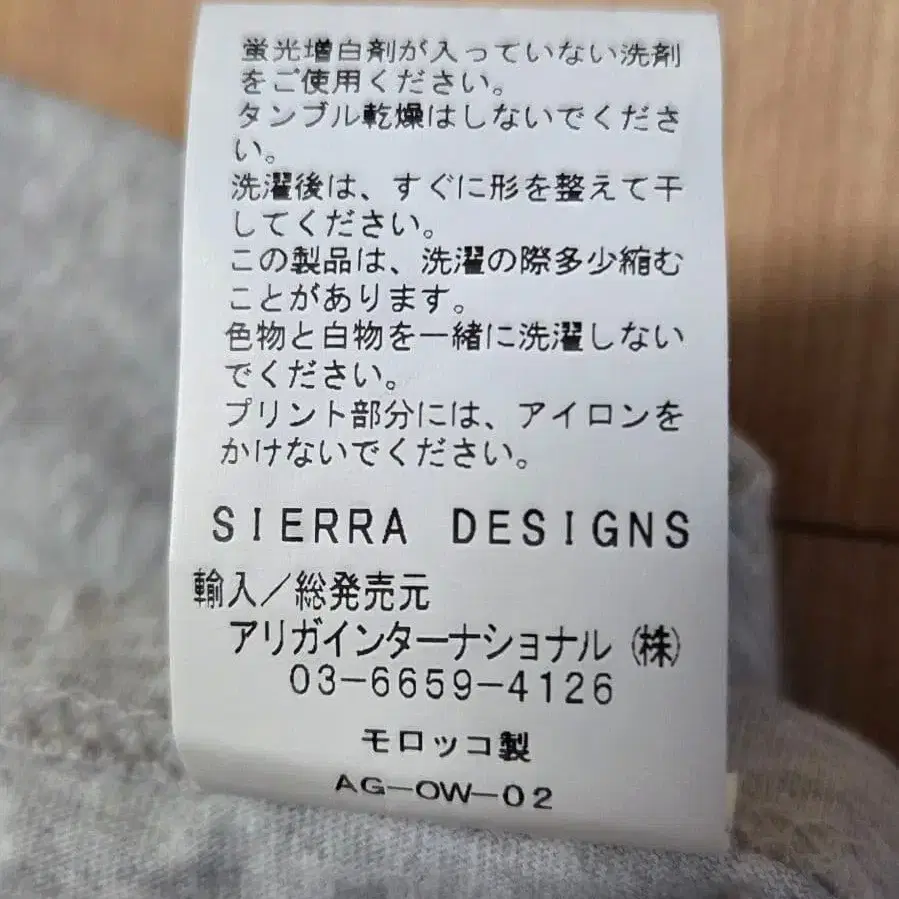 蛍光増白剤が入っていない洗剤
をご使用ください。
タンブル乾燥はしないでくださ
い。
洗濯後は、すぐに形を整えて干
してください。
この製品は、洗濯の際多少縮む
ことがあります。
色物と白物を一緒に洗濯しない
でください。
プリント部分には、アイロンを
かけないでください。
SIERRA DESIGNS
輸入／総発売元
アリガインターナショナル㈱
03-6659-4126
モロッコ製
AG-OW-02